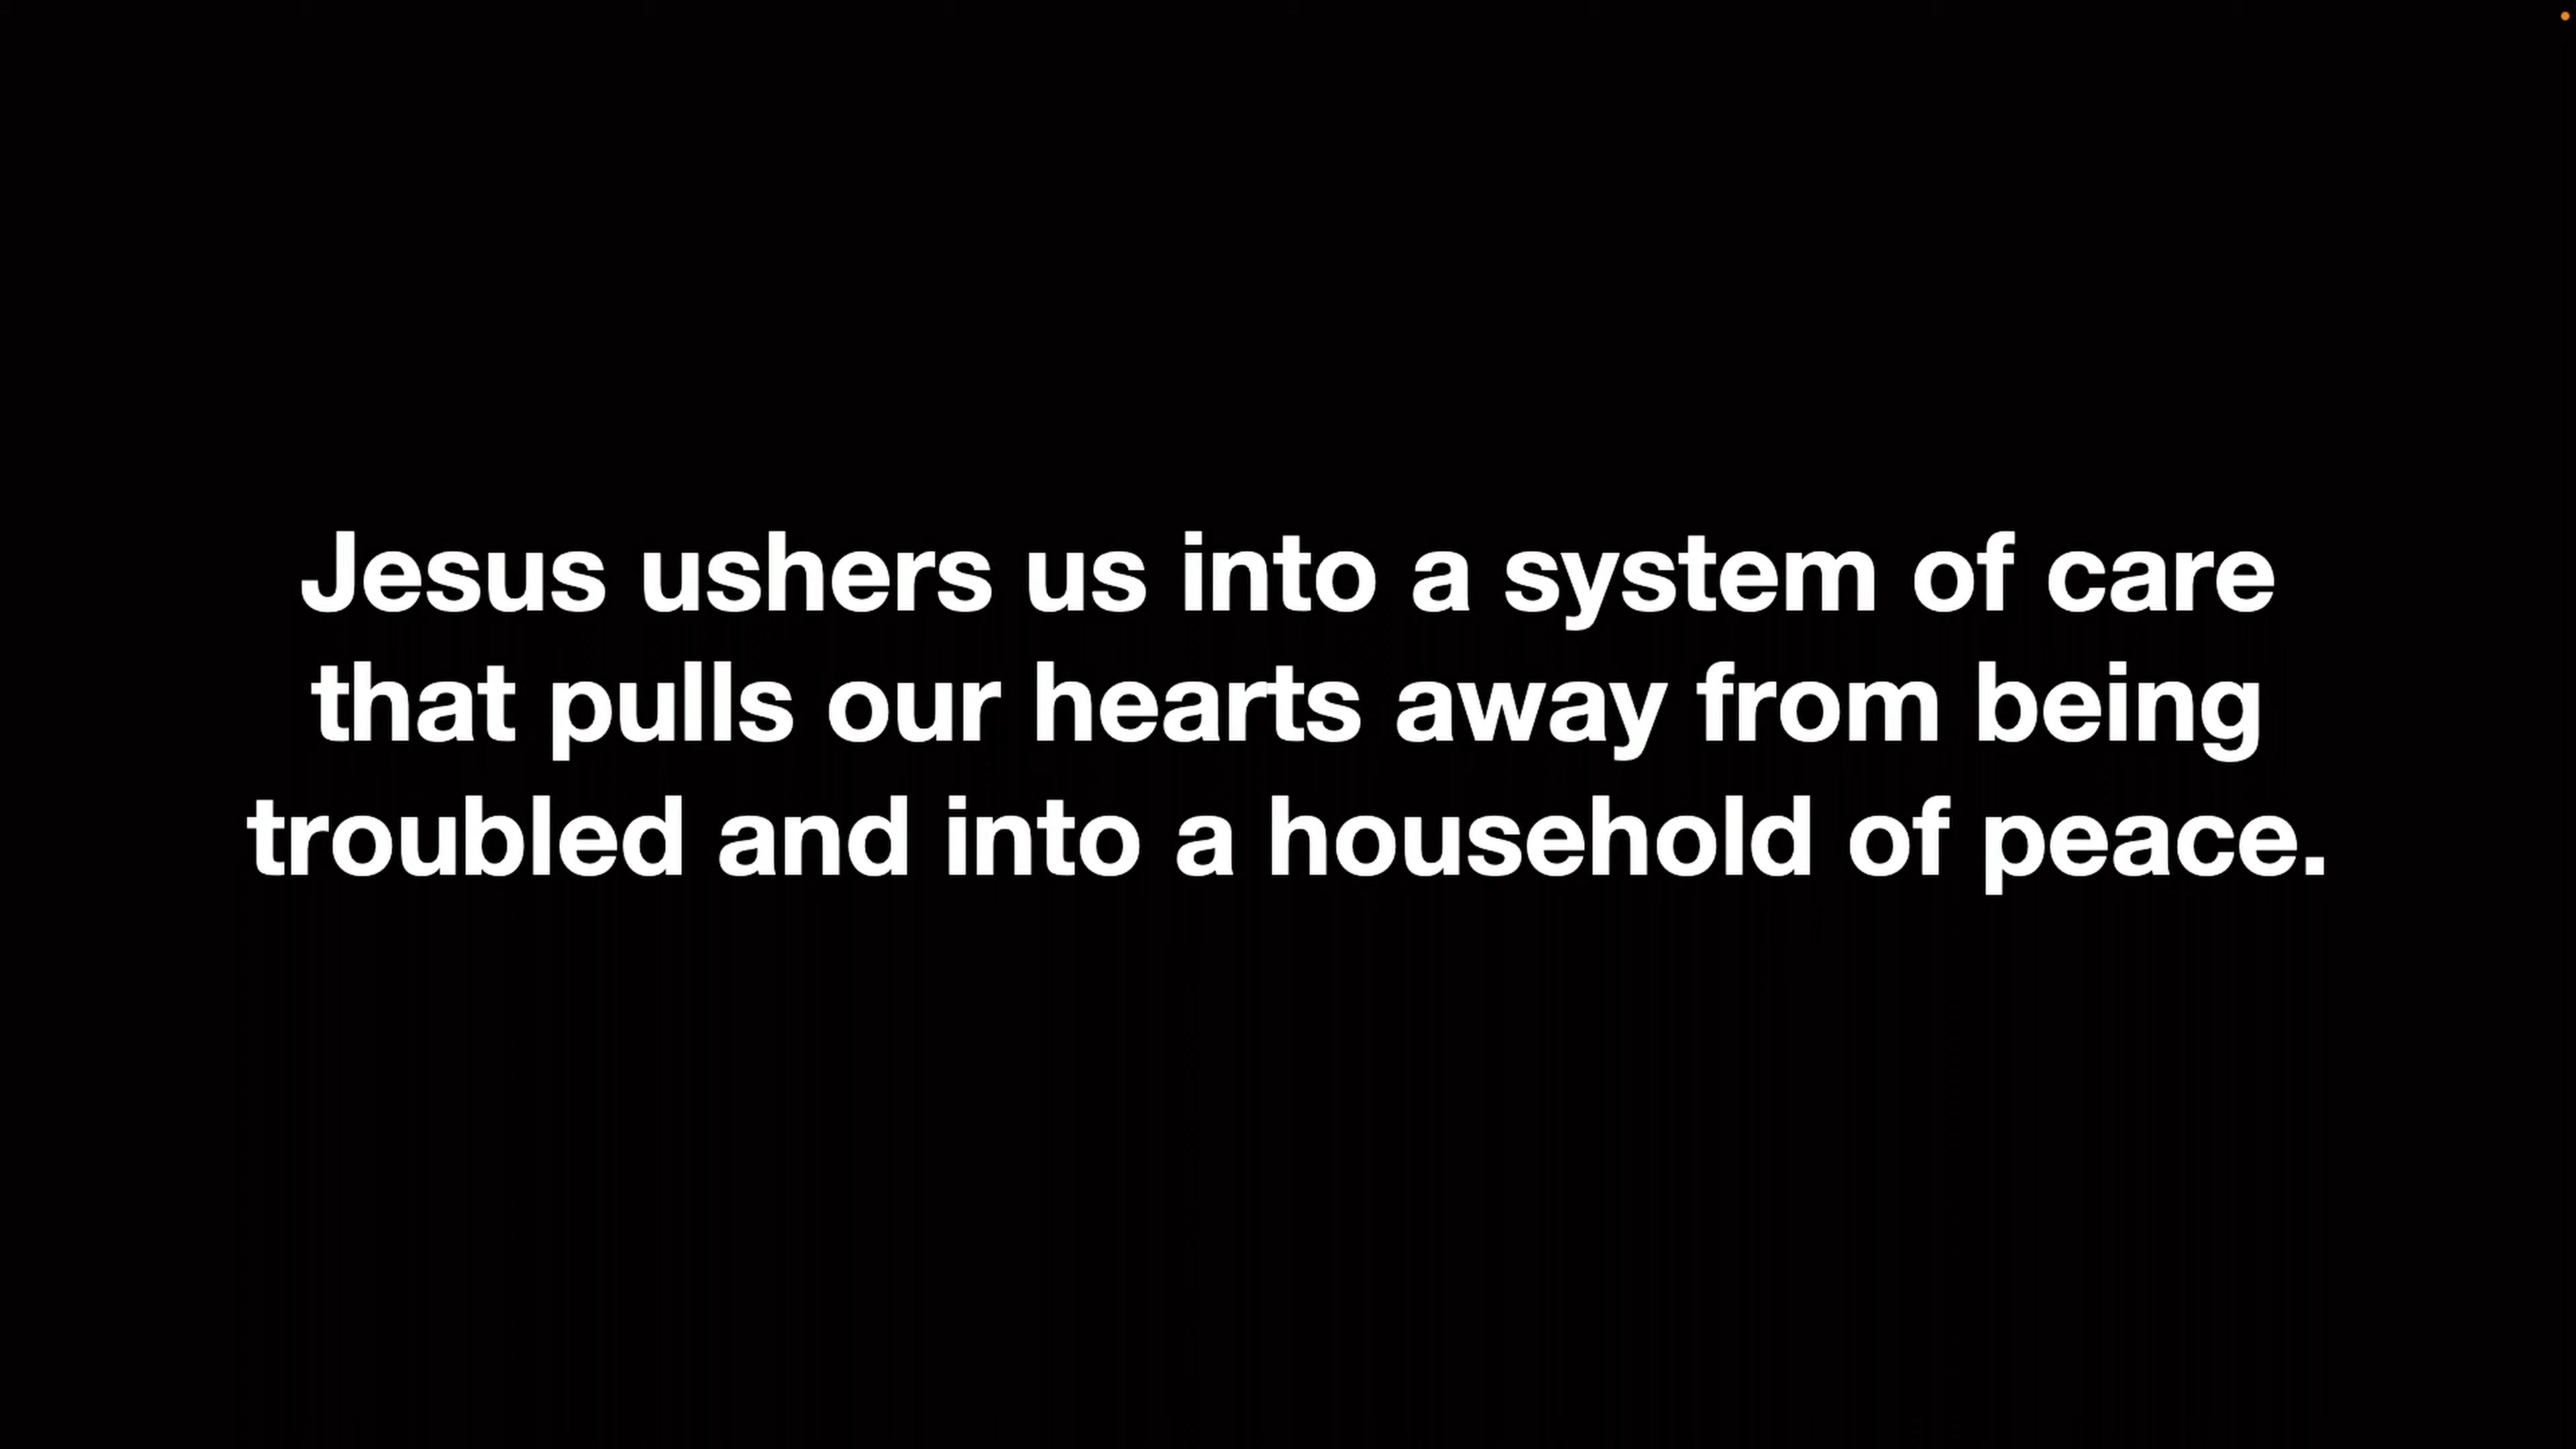 Jesus ushers us into a system of care
that pulls our hearts away from being
troubled and into a household of peace.